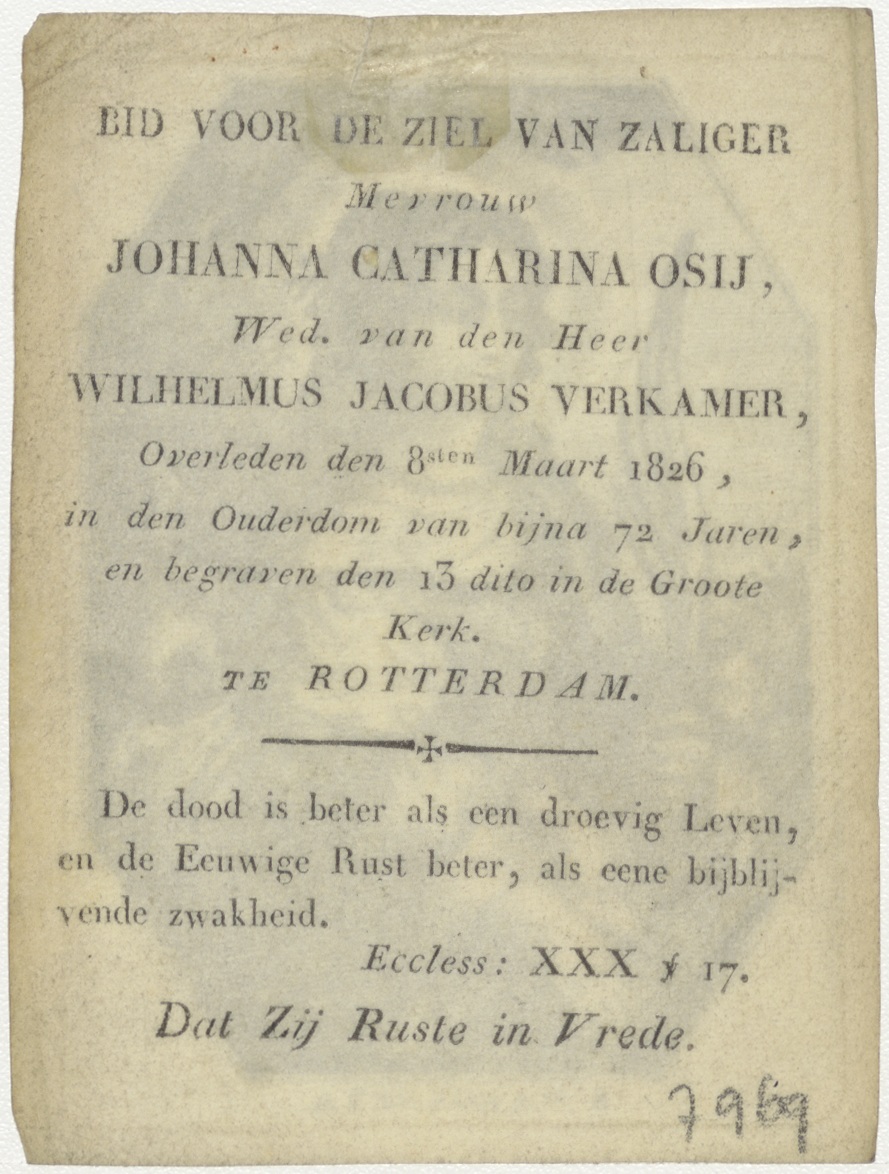 BID VOOR DE ZIEL VAN ZALIGER
Mevrouw
JOHANNA CATHARINA OSIJ,
Wed. van den Heer
WILHELMUS JACOBUS VERKAMER,
Overleden den 8sten Maart 1826,
in den Ouderdom van bijna 72 Jaren,
en begraven den 13 dito in de Groote
Kerk.
TE ROTTERDAM.
De dood is beter als een droevig Leven,
en de Eeuwige Rust beter, als eene bijblij-
vende zwakheid.
Eccless: XXX ℣ 17.
Dat Zij Ruste in Vrede.